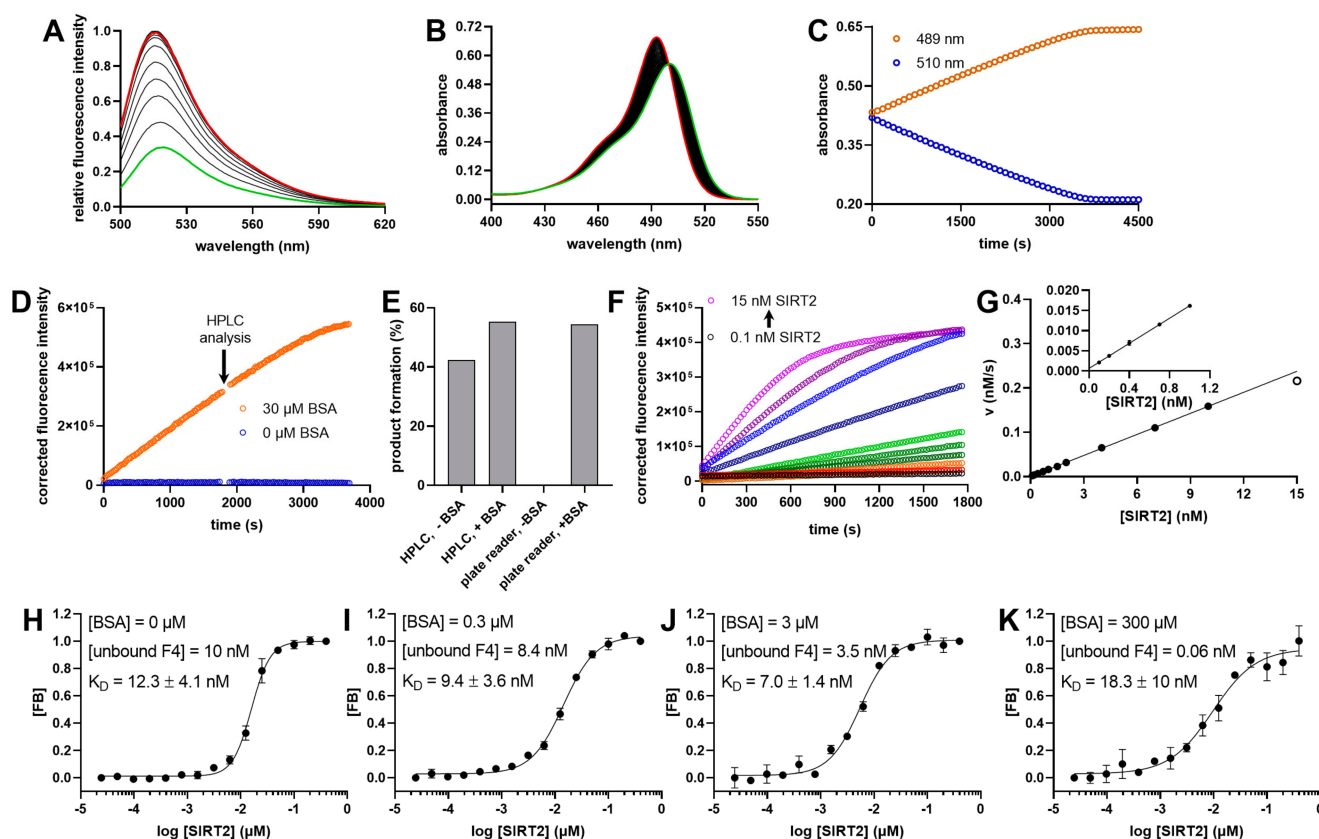 A
relative fluorescence intensity
1.0
0.8
0.6
0.4
0.2
0.0
500
530
560
590
620
wavelength (nm)
B
absorbance
0.72
0.60
0.48
0.36
0.24
0.12
0.00
400
430
460
490
520
550
wavelength (nm)
C
absorbance
0.65
0.50
0.35
0.20
489 nm
510 nm
0
1500
3000
4500
time (s)
D
corrected fluorescence intensity
6×10⁵
4×10⁵
2×10⁵
0
HPLC
analysis
30 µM BSA
0 µM BSA
0
1000
2000
3000
4000
time (s)
E
product formation (%)
60
40
20
0
HPLC, - BSA
HPLC, + BSA
plate reader, -BSA
plate reader, +BSA
F
corrected fluorescence intensity
5×10⁵
4×10⁵
3×10⁵
2×10⁵
1×10⁵
0
15 nM SIRT2
0.1 nM SIRT2
0
300
600
900
1200
1500
1800
time (s)
G
v (nM/s)
0.4
0.3
0.2
0.1
0.0
0.020
0.015
0.010
0.005
0.000
0.0
0.4
0.8
1.2
[SIRT2] (nM)
0
3
6
9
12
15
[SIRT2] (nM)
H
[FB]
1.2
1.0
0.8
0.6
0.4
0.2
0.0
[BSA] = 0 µM
[unbound F4] = 10 nM
K_D = 12.3 ± 4.1 nM
-5
-4
-3
-2
-1
0
log [SIRT2] (µM)
I
[FB]
1.2
1.0
0.8
0.6
0.4
0.2
0.0
[BSA] = 0.3 µM
[unbound F4] = 8.4 nM
K_D = 9.4 ± 3.6 nM
-5
-4
-3
-2
-1
0
log [SIRT2] (µM)
J
[FB]
1.2
1.0
0.8
0.6
0.4
0.2
0.0
[BSA] = 3 µM
[unbound F4] = 3.5 nM
K_D = 7.0 ± 1.4 nM
-5
-4
-3
-2
-1
0
log [SIRT2] (µM)
K
[FB]
1.2
1.0
0.8
0.6
0.4
0.2
0.0
[BSA] = 300 µM
[unbound F4] = 0.06 nM
K_D = 18.3 ± 10 nM
-5
-4
-3
-2
-1
0
log [SIRT2] (µM)